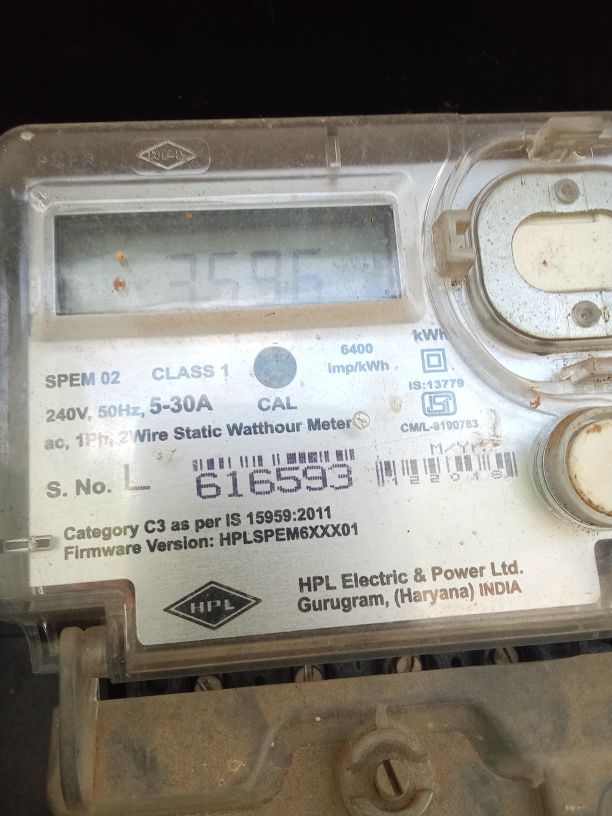 3596
kWh
6400
Imp/kWh
SPEM 02 CLASS 1
IS:13779
240V, 50Hz, 5-30A CAL
ISI
CM/L-9190783
ac, 1Ph, 2Wire Static Watthour Meter
S. No. L 616593
122018
Category C3 as per IS 15959:2011
Firmware Version: HPLSPEM6XXX01
HPL
HPL Electric & Power Ltd.
Gurugram, (Haryana) INDIA